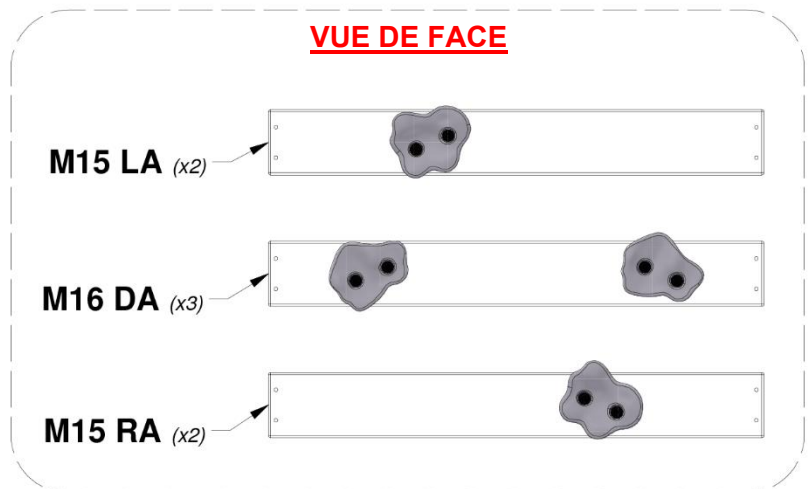 VUE DE FACE
M15 LA (x2)
M16 DA (x3)
M15 RA (x2)